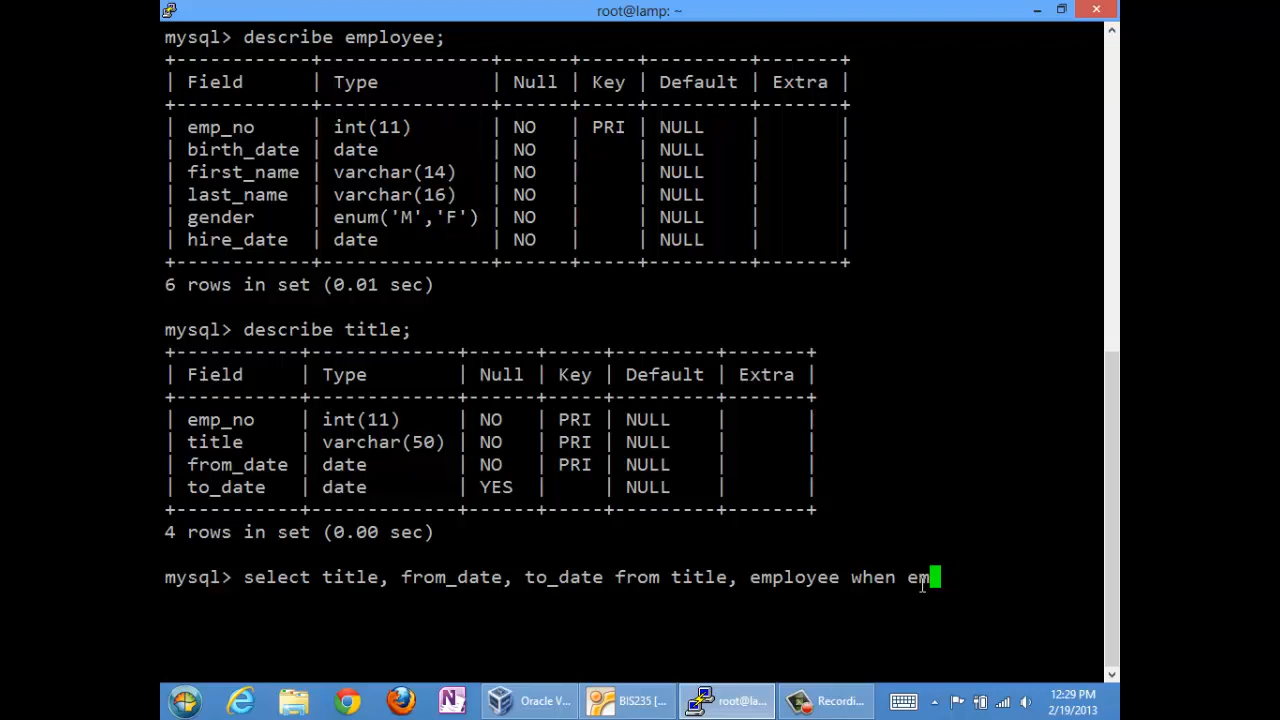 root@lamp: ~
mysql> describe employee;
+-----------+---------------+------+-----+---------+-------+
| Field | Type | Null | Key | Default | Extra |
+-----------+---------------+------+-----+---------+-------+
| emp_no | int(11) | NO | PRI | NULL | |
| birth_date | date | NO | | NULL | |
| first_name | varchar(14) | NO | | NULL | |
| last_name | varchar(16) | NO | | NULL | |
| gender | enum('M','F') | NO | | NULL | |
| hire_date | date | NO | | NULL | |
+-----------+---------------+------+-----+---------+-------+
6 rows in set (0.01 sec)
mysql> describe title;
+-----------+-------------+------+-----+---------+-------+
| Field | Type | Null | Key | Default | Extra |
+-----------+-------------+------+-----+---------+-------+
| emp_no | int(11) | NO | PRI | NULL | |
| title | varchar(50) | NO | PRI | NULL | |
| from_date | date | NO | PRI | NULL | |
| to_date | date | YES | | NULL | |
+-----------+-------------+------+-----+---------+-------+
4 rows in set (0.00 sec)
mysql> select title, from_date, to_date from title, employee when em
Oracle V... BIS235 [... root@la... Recordi... 12:29 PM
2/19/2013